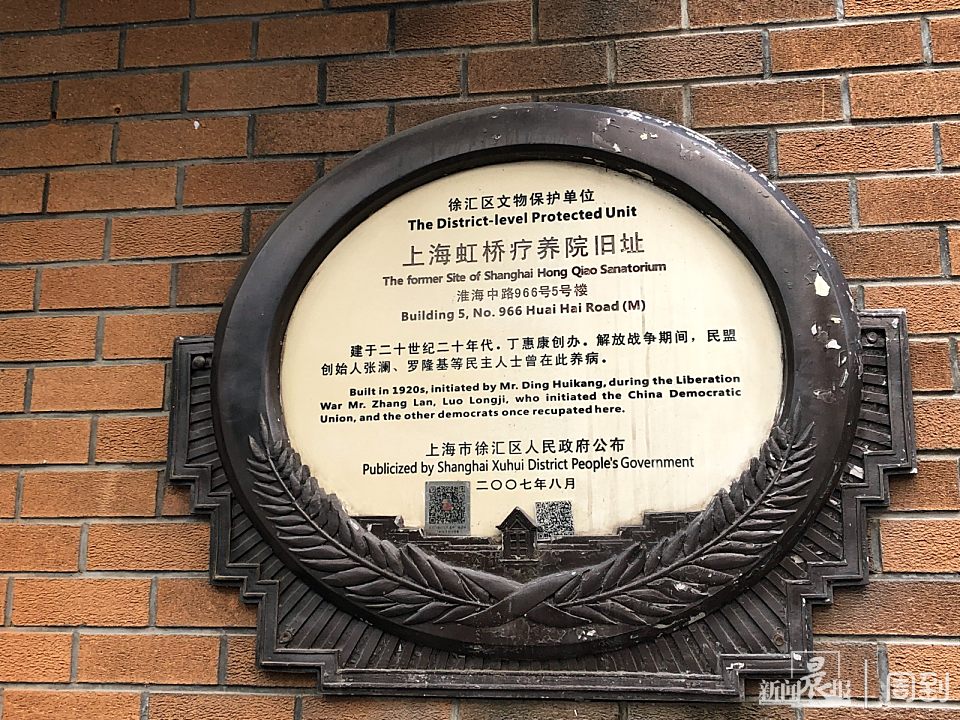 徐汇区文物保护单位
The District-level Protected Unit
上海虹桥疗养院旧址
The former Site of Shanghai Hong Qiao Sanatorium
淮海中路966号5号楼
Building 5, No. 966 Huai Hai Road (M)
建于二十世纪二十年代. 丁惠康创办。解放战争期间，民盟
创始人张澜、罗隆基等民主人士曾在此养病。
Built in 1920s, initiated by Mr. Ding Huikang, during the Liberation
War Mr. Zhang Lan, Luo Longji, who initiated the China Democratic
Union, and the other democrats once recupated here.
上海市徐汇区人民政府公布
Publicized by Shanghai Xuhui District People's Government
二〇〇七年八月
新闻晨报 周到